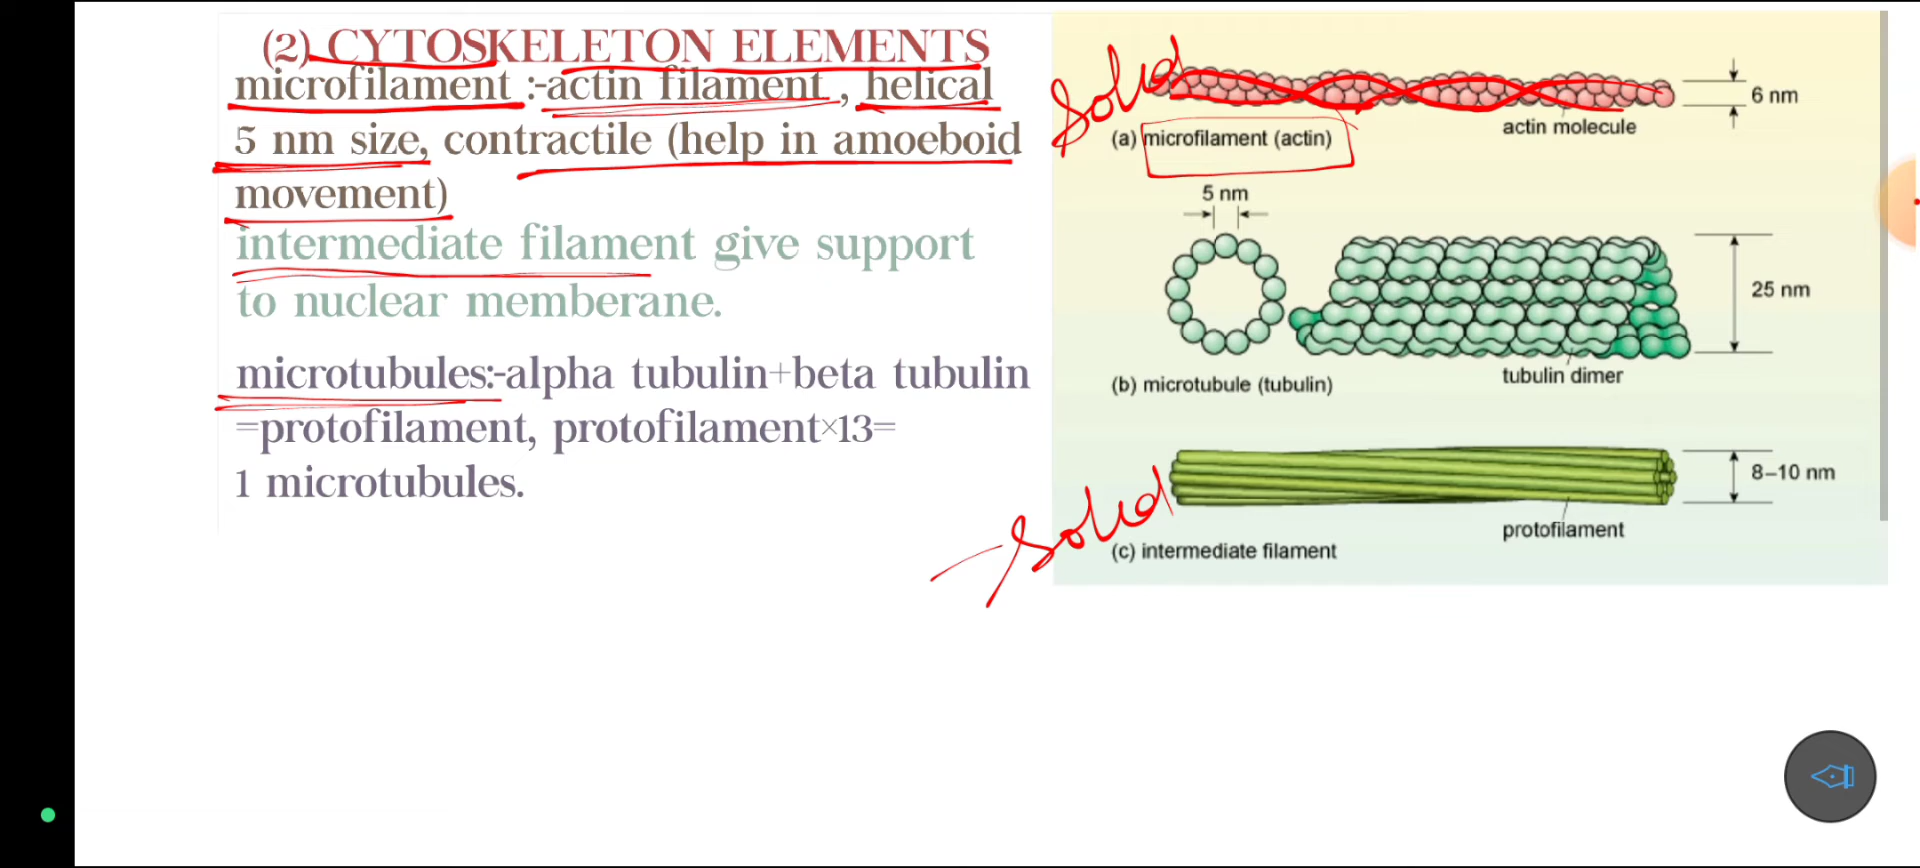 (2) CYTOSKELETON ELEMENTS
microfilament :-actin filament , helical
5 nm size, contractile (help in amoeboid
movement)
intermediate filament give support
to nuclear memberane.
microtubules:-alpha tubulin+beta tubulin
=protofilament, protofilament×13=
1 microtubules.
Solid
6 nm
actin molecule
(a) microfilament (actin)
5 nm
25 nm
tubulin dimer
(b) microtubule (tubulin)
Solid
8–10 nm
protofilament
(c) intermediate filament